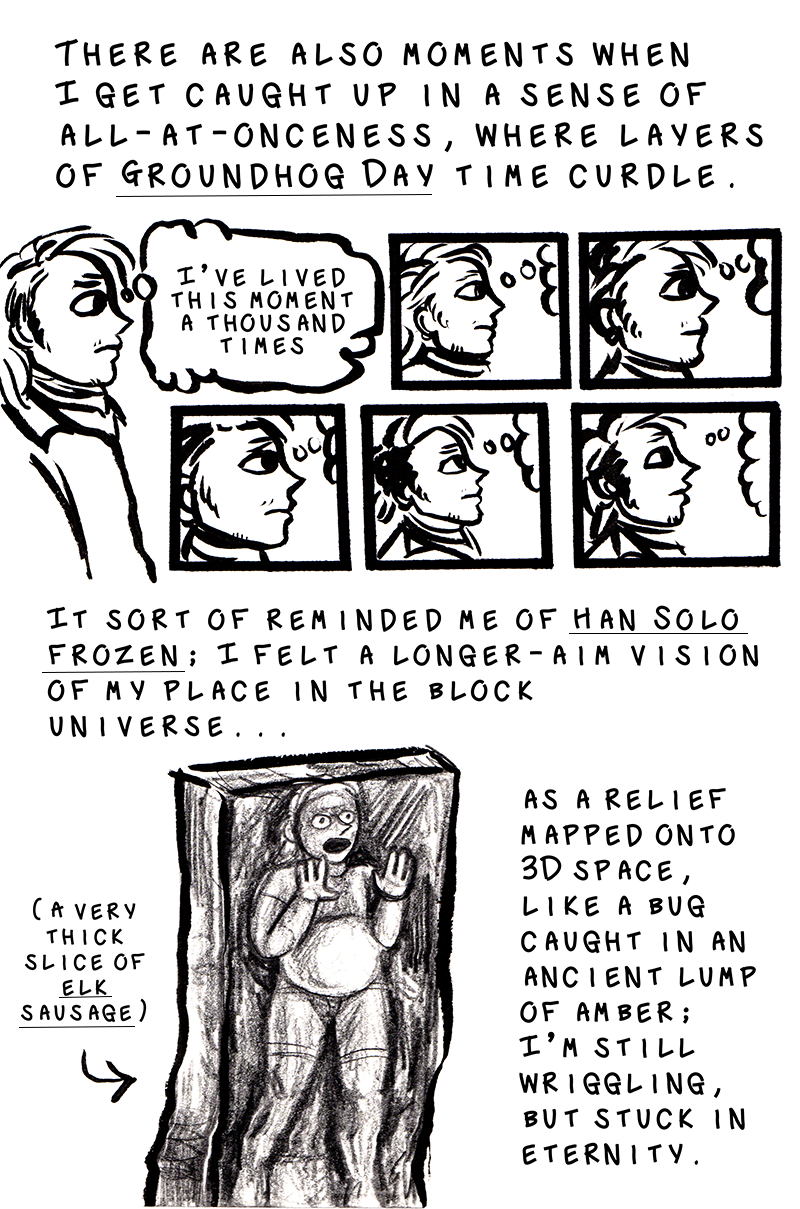 THERE ARE ALSO MOMENTS WHEN
I GET CAUGHT UP IN A SENSE OF
ALL-AT-ONCENESS, WHERE LAYERS
OF GROUNDHOG DAY TIME CURDLE.
I'VE LIVED
THIS MOMENT
A THOUSAND
TIMES
IT SORT OF REMINDED ME OF HAN SOLO
FROZEN; I FELT A LONGER-AIM VISION
OF MY PLACE IN THE BLOCK
UNIVERSE...
AS A RELIEF
MAPPED ONTO
3D SPACE,
LIKE A BUG
CAUGHT IN AN
ANCIENT LUMP
OF AMBER;
I'M STILL
WRIGGLING,
BUT STUCK IN
ETERNITY.
(A VERY
THICK
SLICE OF
ELK
SAUSAGE)